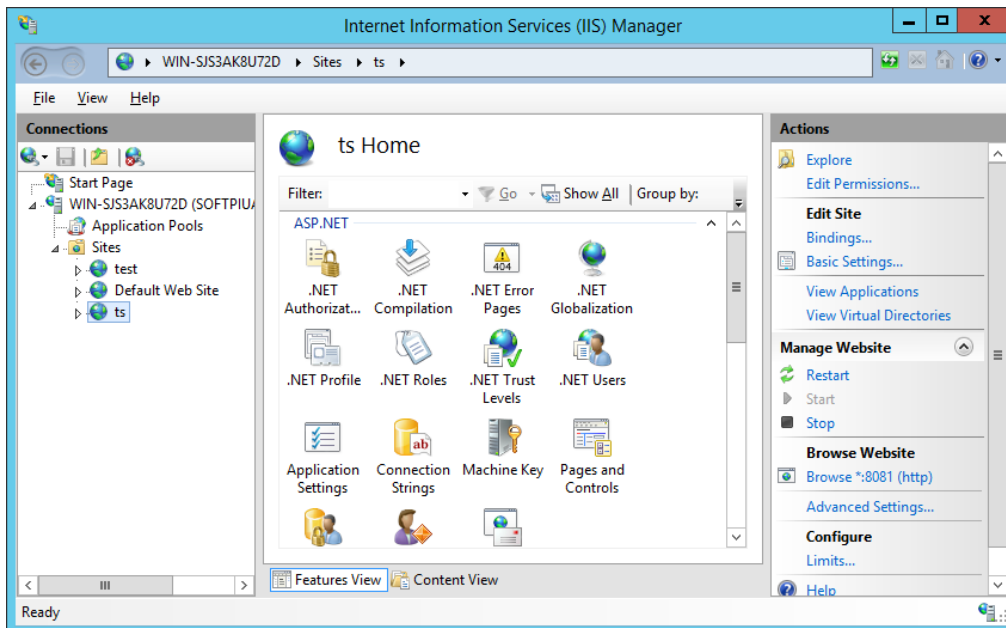 Internet Information Services (IIS) Manager
WIN-SJS3AK8U72D Sites ts
File View Help
Connections
Start Page
WIN-SJS3AK8U72D (SOFTPIUA
Application Pools
Sites
test
Default Web Site
ts
ts Home
Filter: Go Show All Group by:
ASP.NET
404
.NET Authorizat...
.NET Compilation
.NET Error Pages
.NET Globalization
.NET Profile
.NET Roles
.NET Trust Levels
.NET Users
ab
Application Settings
Connection Strings
Machine Key
Pages and Controls
Features View Content View
Actions
Explore
Edit Permissions...
Edit Site
Bindings...
Basic Settings...
View Applications
View Virtual Directories
Manage Website
Restart
Start
Stop
Browse Website
Browse *:8081 (http)
Advanced Settings...
Configure
Limits...
Help
Ready